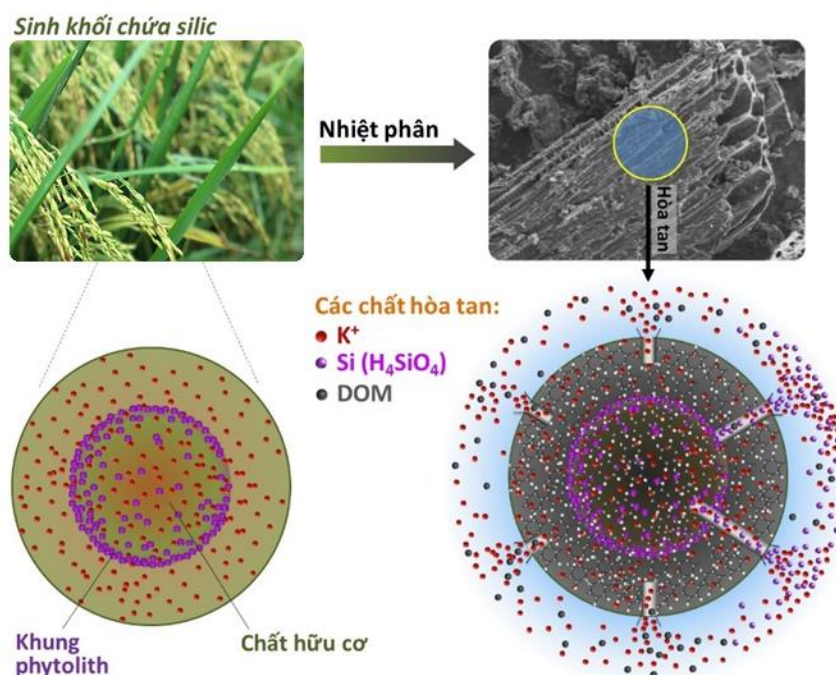 Sinh khối chứa silic
Nhiệt phân
Hòa tan
Các chất hòa tan:
K⁺
Si (H₄SiO₄)
DOM
Khung
phytolith
Chất hữu cơ